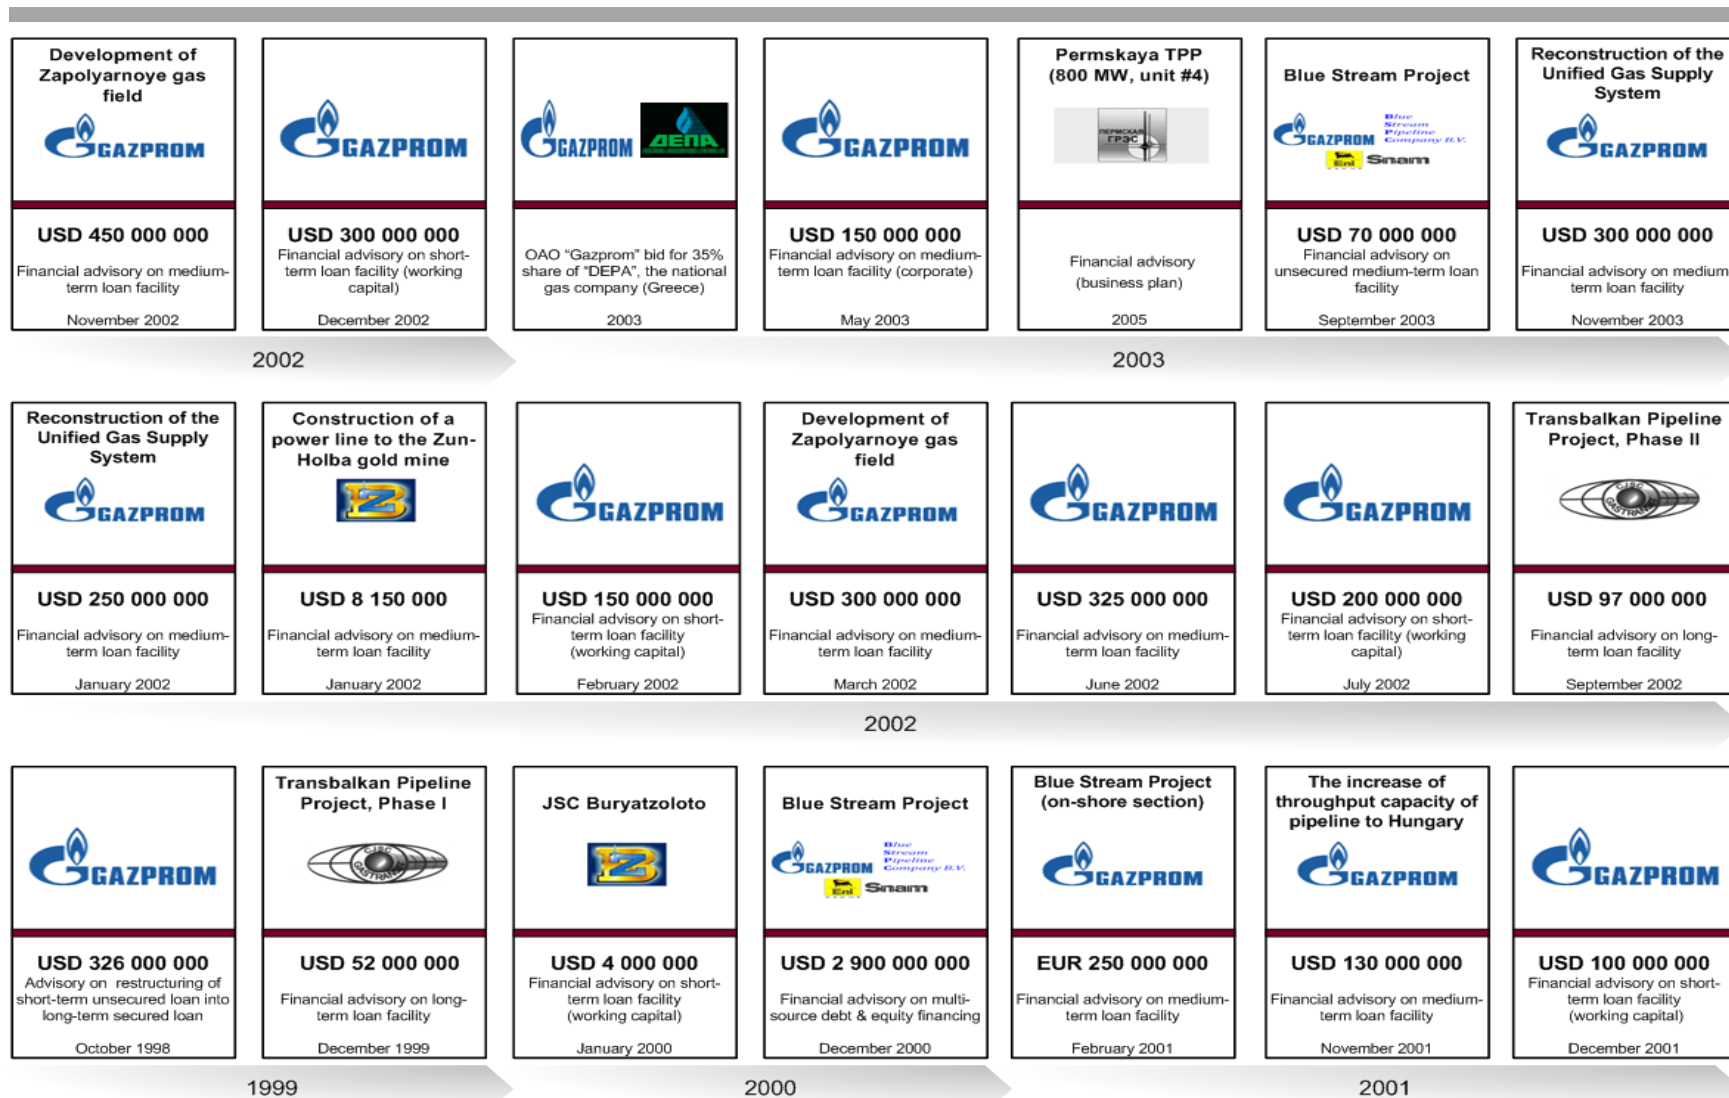 Development of
Zapolyarnoye gas
field
GAZPROM
USD 450 000 000
Financial advisory on medium-
term loan facility
November 2002
GAZPROM
USD 300 000 000
Financial advisory on short-
term loan facility (working
capital)
December 2002
GAZPROM
ΔΕΠΑ
OAO “Gazprom” bid for 35%
share of “DEPA”, the national
gas company (Greece)
2003
GAZPROM
USD 150 000 000
Financial advisory on medium-
term loan facility (corporate)
May 2003
Permskaya TPP
(800 MW, unit #4)
ПЕРМСКАЯ
ГРЭС
Financial advisory
(business plan)
2005
Blue Stream Project
GAZPROM
Blue
Stream
Pipeline
Company B.V.
Eni
Snam
USD 70 000 000
Financial advisory on
unsecured medium-term loan
facility
September 2003
Reconstruction of the
Unified Gas Supply
System
GAZPROM
USD 300 000 000
Financial advisory on medium
term loan facility
November 2003
2002
2003
Reconstruction of the
Unified Gas Supply
System
GAZPROM
USD 250 000 000
Financial advisory on medium-
term loan facility
January 2002
Construction of a
power line to the Zun-
Holba gold mine
BZ
USD 8 150 000
Financial advisory on medium-
term loan facility
January 2002
GAZPROM
USD 150 000 000
Financial advisory on short-
term loan facility
(working capital)
February 2002
Development of
Zapolyarnoye gas
field
GAZPROM
USD 300 000 000
Financial advisory on medium-
term loan facility
March 2002
GAZPROM
USD 325 000 000
Financial advisory on medium-
term loan facility
June 2002
GAZPROM
USD 200 000 000
Financial advisory on short-
term loan facility (working
capital)
July 2002
Transbalkan Pipeline
Project, Phase II
CJSC
GASTRANSIT
USD 97 000 000
Financial advisory on long-
term loan facility
September 2002
2002
GAZPROM
USD 326 000 000
Advisory on restructuring of
short-term unsecured loan into
long-term secured loan
October 1998
Transbalkan Pipeline
Project, Phase I
CJSC
GASTRANSIT
USD 52 000 000
Financial advisory on long-
term loan facility
December 1999
JSC Buryatzoloto
BZ
USD 4 000 000
Financial advisory on short-
term loan facility
(working capital)
January 2000
Blue Stream Project
GAZPROM
Blue
Stream
Pipeline
Company B.V.
Eni
Snam
USD 2 900 000 000
Financial advisory on multi-
source debt & equity financing
December 2000
Blue Stream Project
(on-shore section)
GAZPROM
EUR 250 000 000
Financial advisory on medium-
term loan facility
February 2001
The increase of
throughput capacity of
pipeline to Hungary
GAZPROM
USD 130 000 000
Financial advisory on medium-
term loan facility
November 2001
GAZPROM
USD 100 000 000
Financial advisory on short-
term loan facility
(working capital)
December 2001
1999
2000
2001